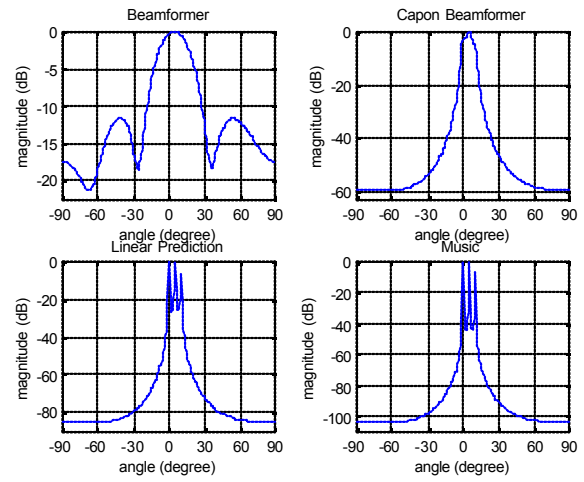 Beamformer
magnitude (dB)
0
-5
-10
-15
-20
-90 -60 -30 0 30 60 90
angle (degree)
Capon Beamformer
magnitude (dB)
0
-20
-40
-60
-90 -60 -30 0 30 60 90
angle (degree)
Linear Prediction
magnitude (dB)
0
-20
-40
-60
-80
-90 -60 -30 0 30 60 90
angle (degree)
Music
magnitude (dB)
0
-20
-40
-60
-80
-100
-90 -60 -30 0 30 60 90
angle (degree)